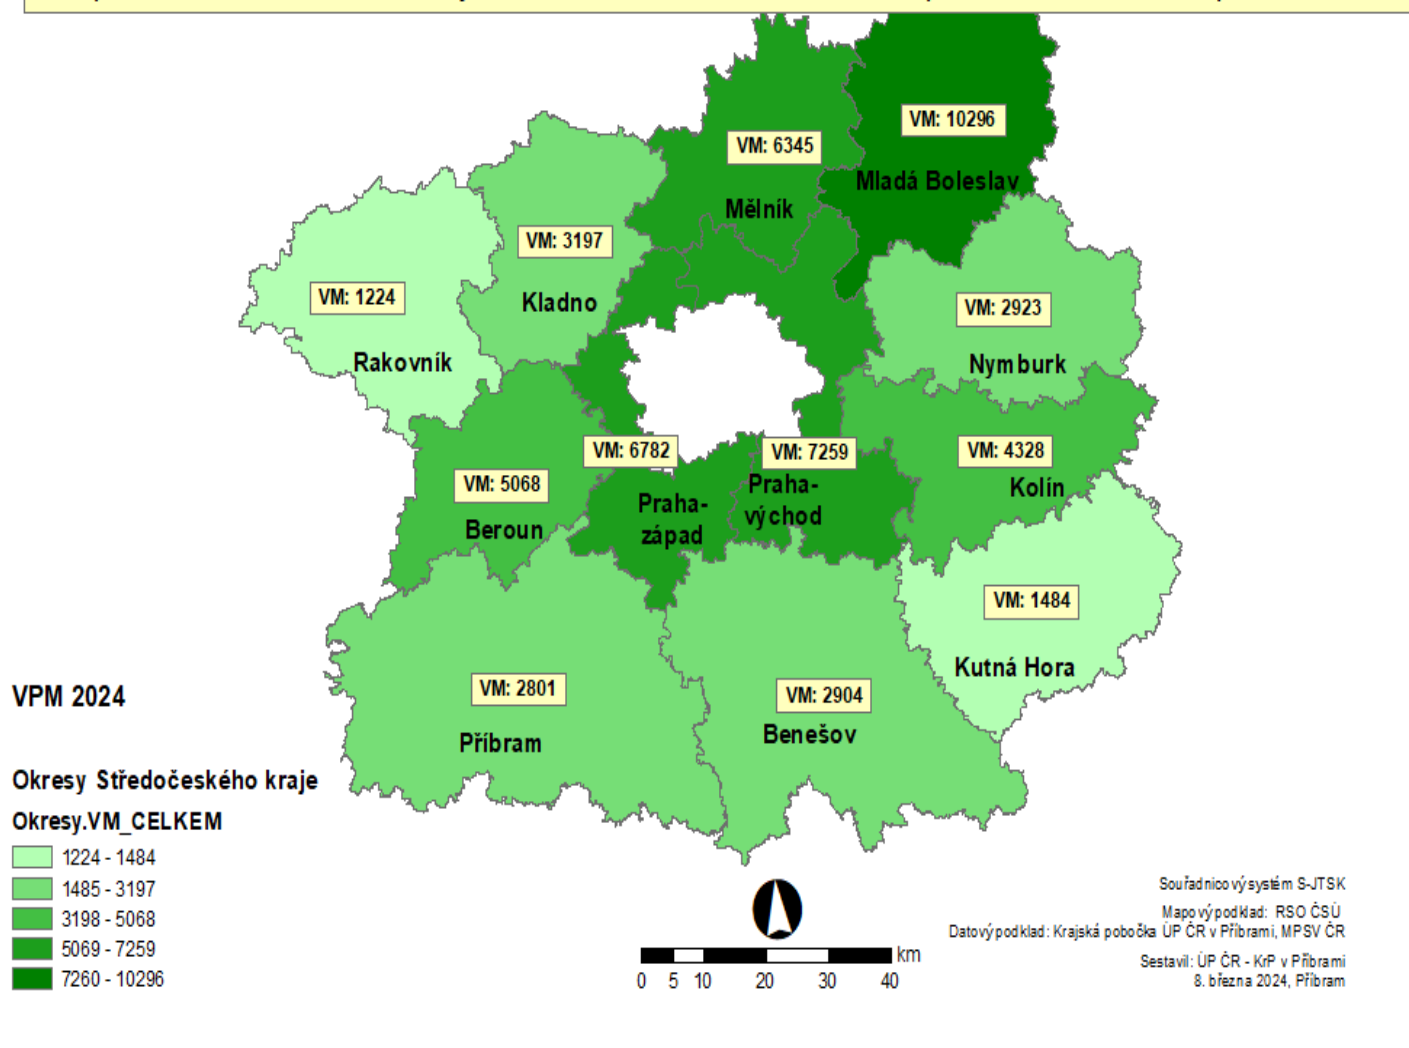 VM: 10296
VM: 6345
Mladá Boleslav
Mělník
VM: 3197
VM: 1224
Kladno
VM: 2923
Rakovník
Nymburk
VM: 6782
VM: 7259
VM: 4328
VM: 5068
Praha-
východ
Kolín
Praha-
západ
Beroun
VM: 1484
Kutná Hora
VM: 2801
VM: 2904
Příbram
Benešov
VPM 2024
Okresy Středočeského kraje
Okresy.VM_CELKEM
1224 - 1484
1485 - 3197
3198 - 5068
5069 - 7259
7260 - 10296
km
0 5 10 20 30 40
Souřadnicový systém S-JTSK
Mapový podklad: RSO ČSÚ
Datový podklad: Krajská pobočka ÚP ČR v Příbrami, MPSV ČR
Sestavil: ÚP ČR - KrP v Příbrami
8. března 2024, Příbram